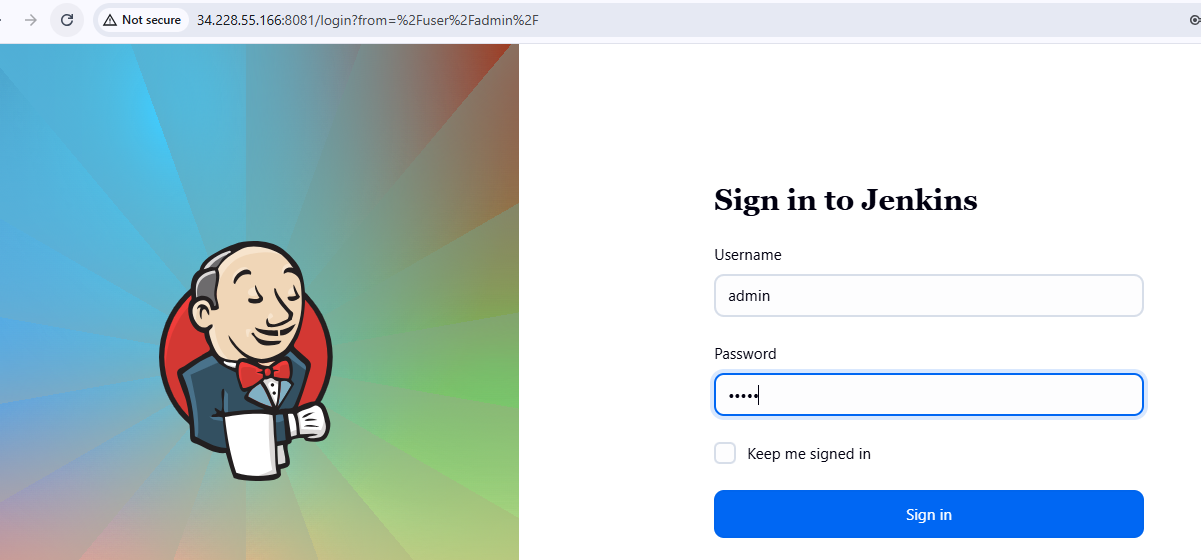 Not secure 34.228.55.166:8081/login?from=%2Fuser%2Fadmin%2F
Sign in to Jenkins
Username
admin
Password
•••••
Keep me signed in
Sign in